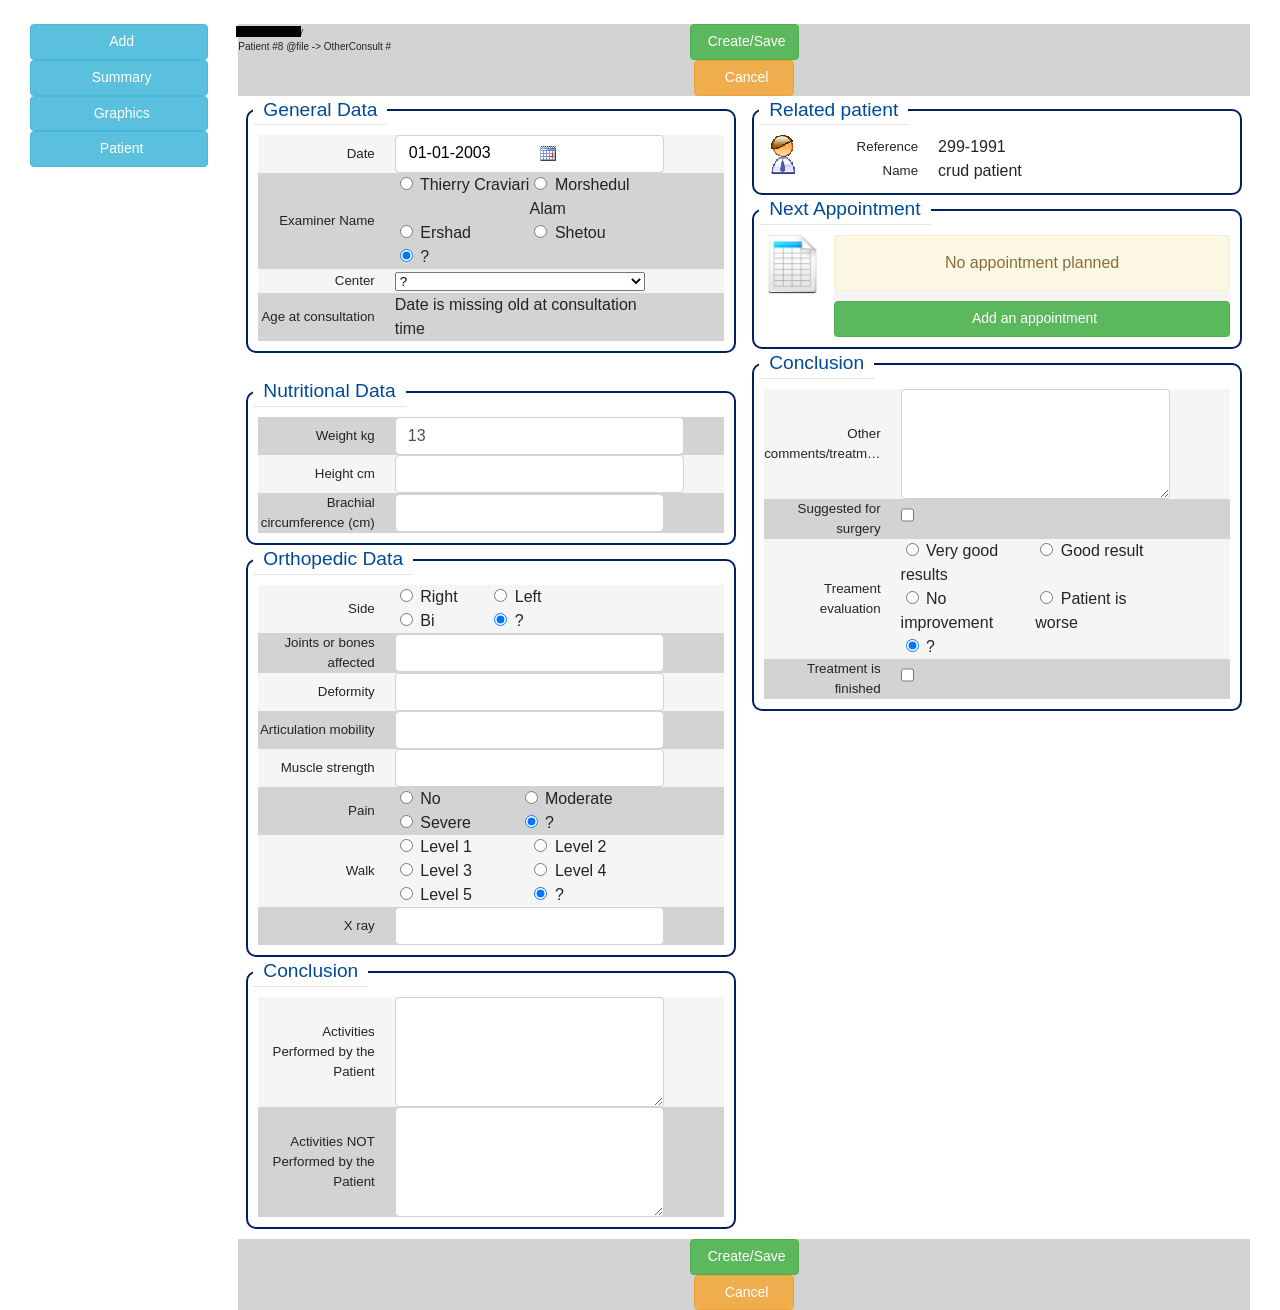 Add
Summary
Graphics
Patient
Patient #8 @file -> OtherConsult #
Create/Save
Cancel
General Data
Date 01-01-2003
Examiner Name
Thierry Craviari Morshedul
Alam
Ershad Shetou
?
Center ?
Age at consultation
Date is missing old at consultation
time
Nutritional Data
Weight kg 13
Height cm
Brachial
circumference (cm)
Orthopedic Data
Side
Right Left
Bi ?
Joints or bones
affected
Deformity
Articulation mobility
Muscle strength
Pain
No Moderate
Severe ?
Walk
Level 1 Level 2
Level 3 Level 4
Level 5 ?
X ray
Conclusion
Activities
Performed by the
Patient
Activities NOT
Performed by the
Patient
Related patient
Reference 299-1991
Name crud patient
Next Appointment
No appointment planned
Add an appointment
Conclusion
Other
comments/treatm…
Suggested for
surgery
Treament
evaluation
Very good Good result
results
No Patient is
improvement worse
?
Treatment is
finished
Create/Save
Cancel